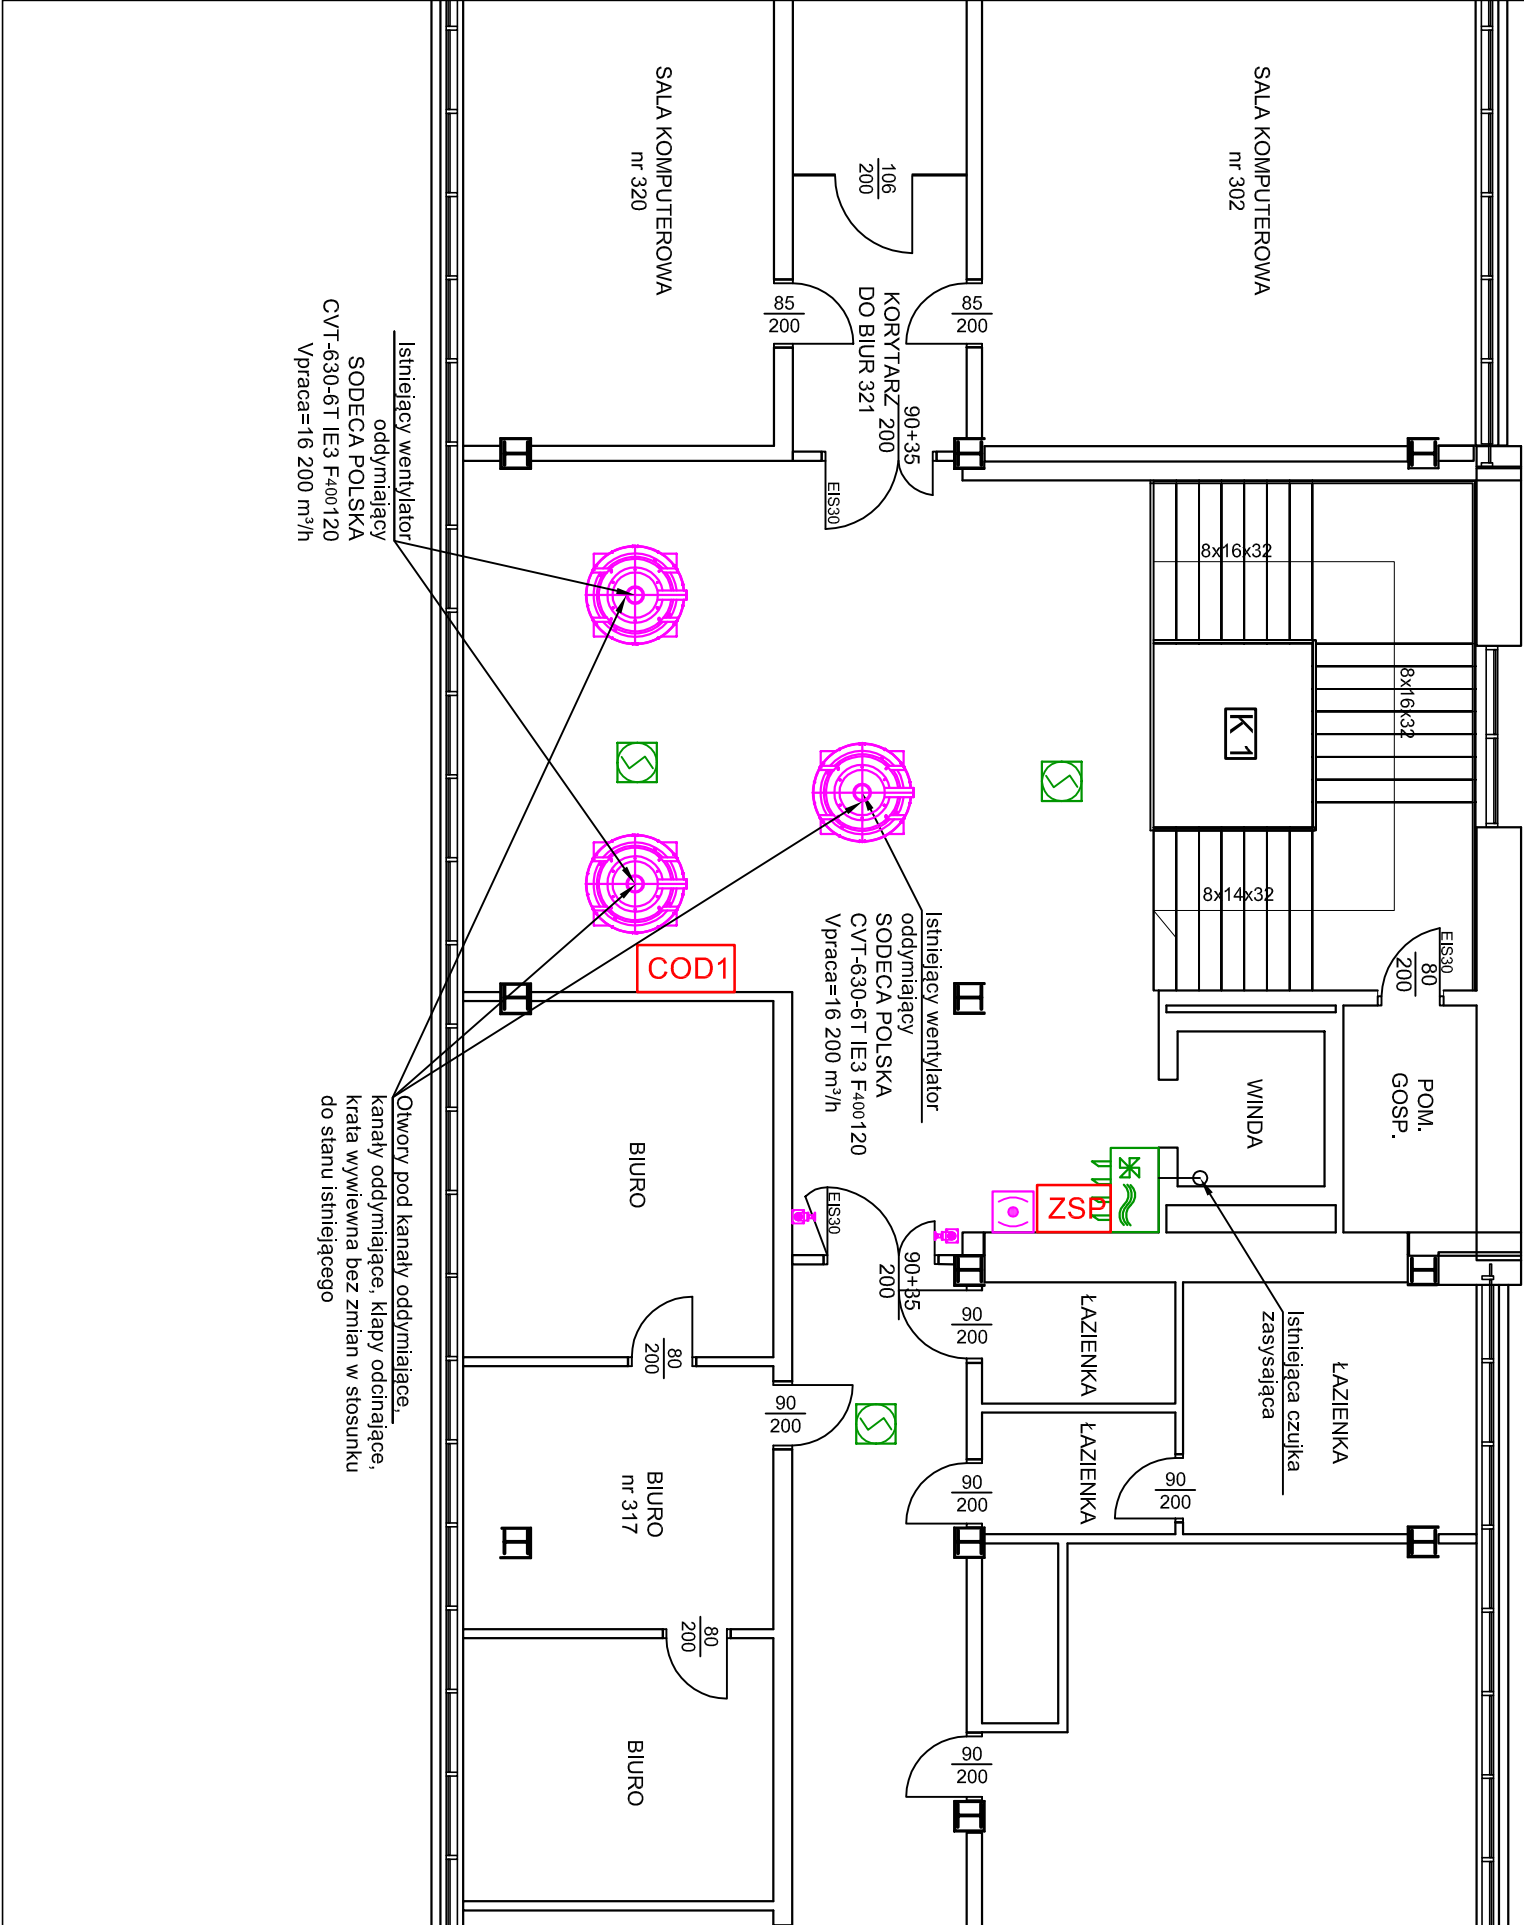 SALA KOMPUTEROWA
nr 302
SALA KOMPUTEROWA
nr 320
106
200
85
200
85
200
KORYTARZ
DO BIUR 321
90+35
200
EIS30
8x16x32
8x16x32
8x14x32
K 1
EIS30
80
200
POM.
GOSP.
WINDA
Istniejący wentylator
oddymiający
SODECA POLSKA
CVT-630-6T IE3 F400120
Vpraca=16 200 m³/h
Istniejący wentylator
oddymiający
SODECA POLSKA
CVT-630-6T IE3 F400120
Vpraca=16 200 m³/h
COD1
ZSP
EIS30
90+35
200
Otwory pod kanały oddymiające,
kanały oddymiające, klapy odcinające,
krata wywiewna bez zmian w stosunku
do stanu istniejącego
Istniejąca czujka
zasysająca
ŁAZIENKA
ŁAZIENKA
ŁAZIENKA
90
200
90
200
90
200
90
200
90
200
BIURO
80
200
BIURO
nr 317
80
200
BIURO